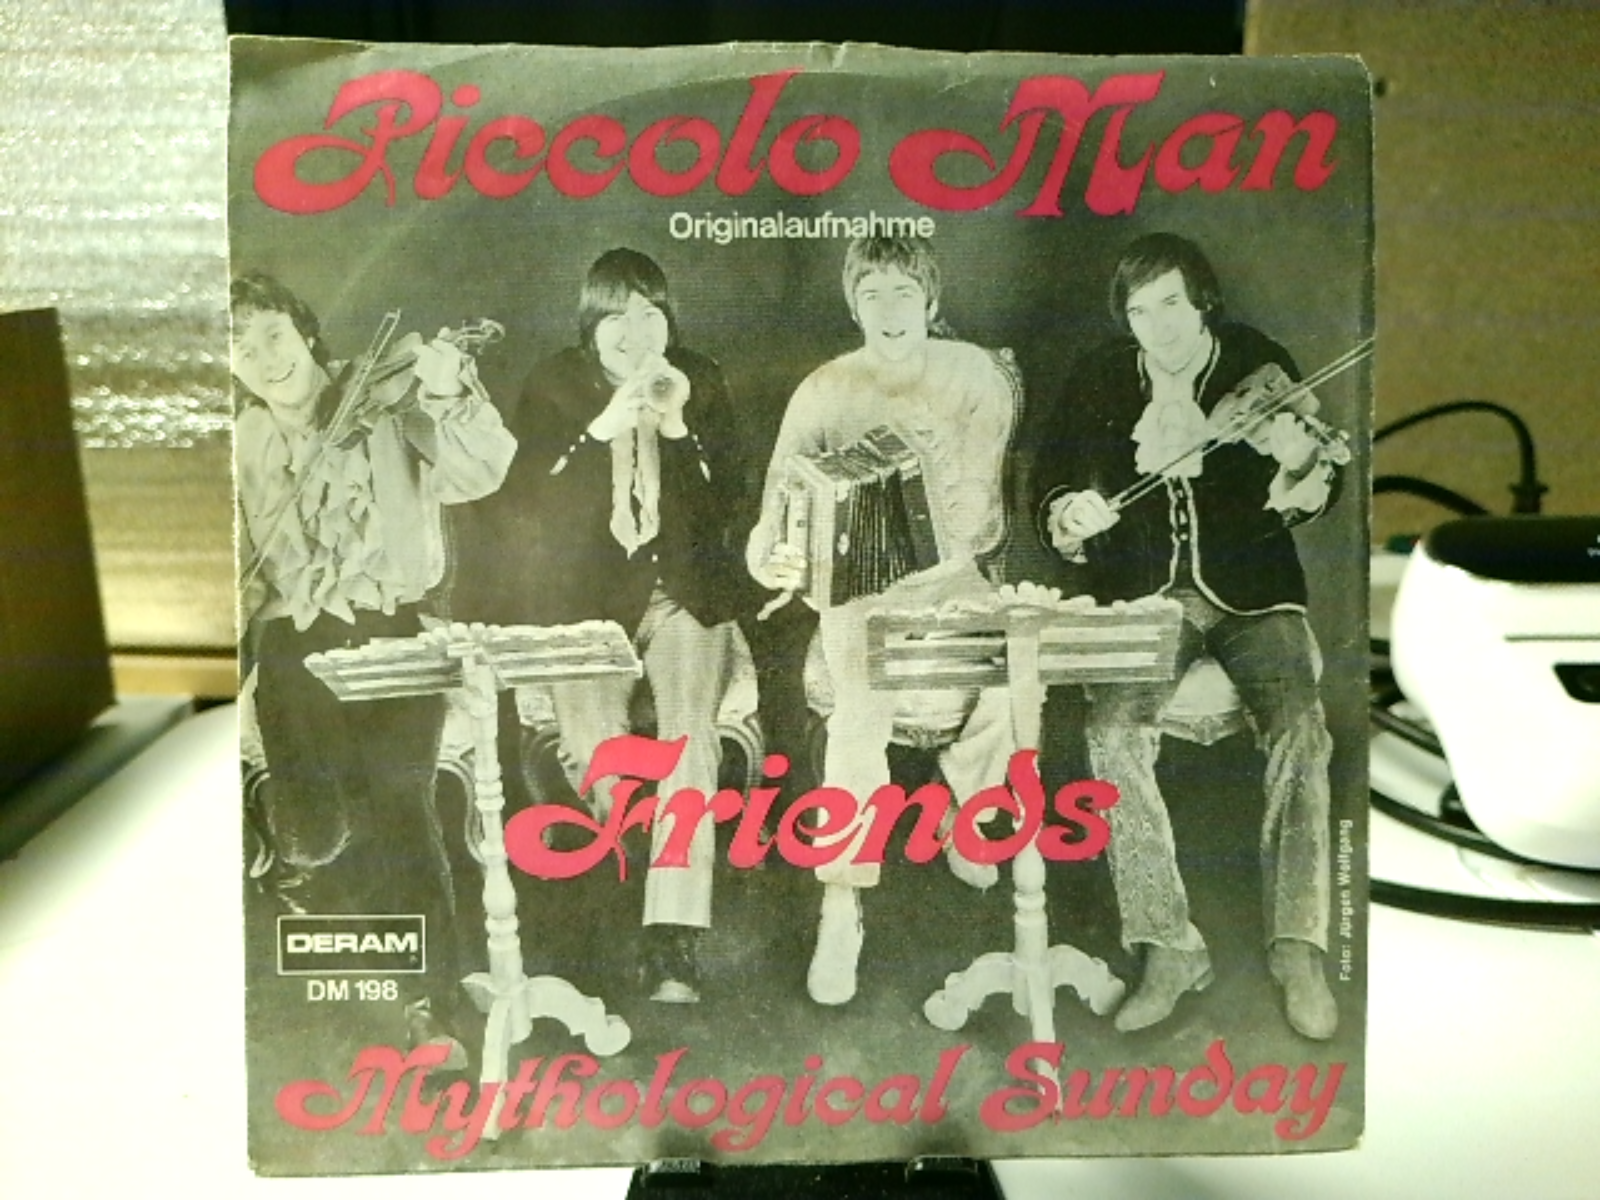 Piccolo Man
Originalaufnahme
Friends
Foto: Jürgen Wolfgang
DERAM
DM 198
Mythological Sunday